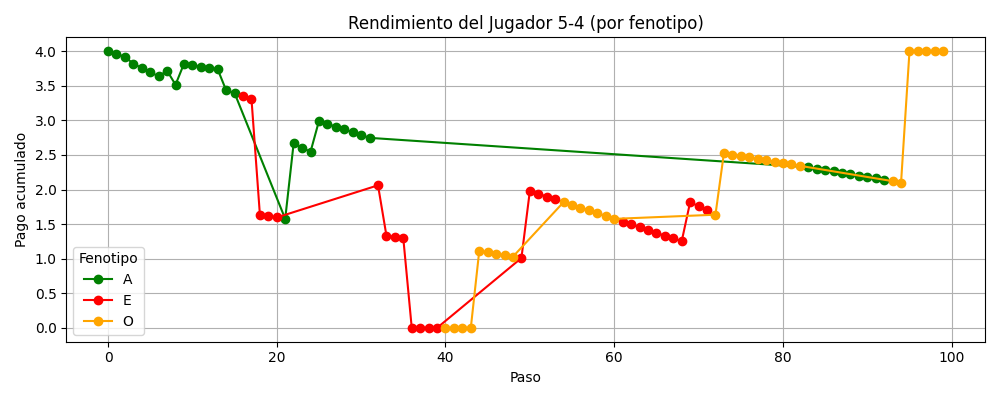 Rendimiento del Jugador 5-4 (por fenotipo)
Pago acumulado
4.0
3.5
3.0
2.5
2.0
1.5
1.0
0.5
0.0
Fenotipo
A
E
O
0 20 40 60 80 100
Paso